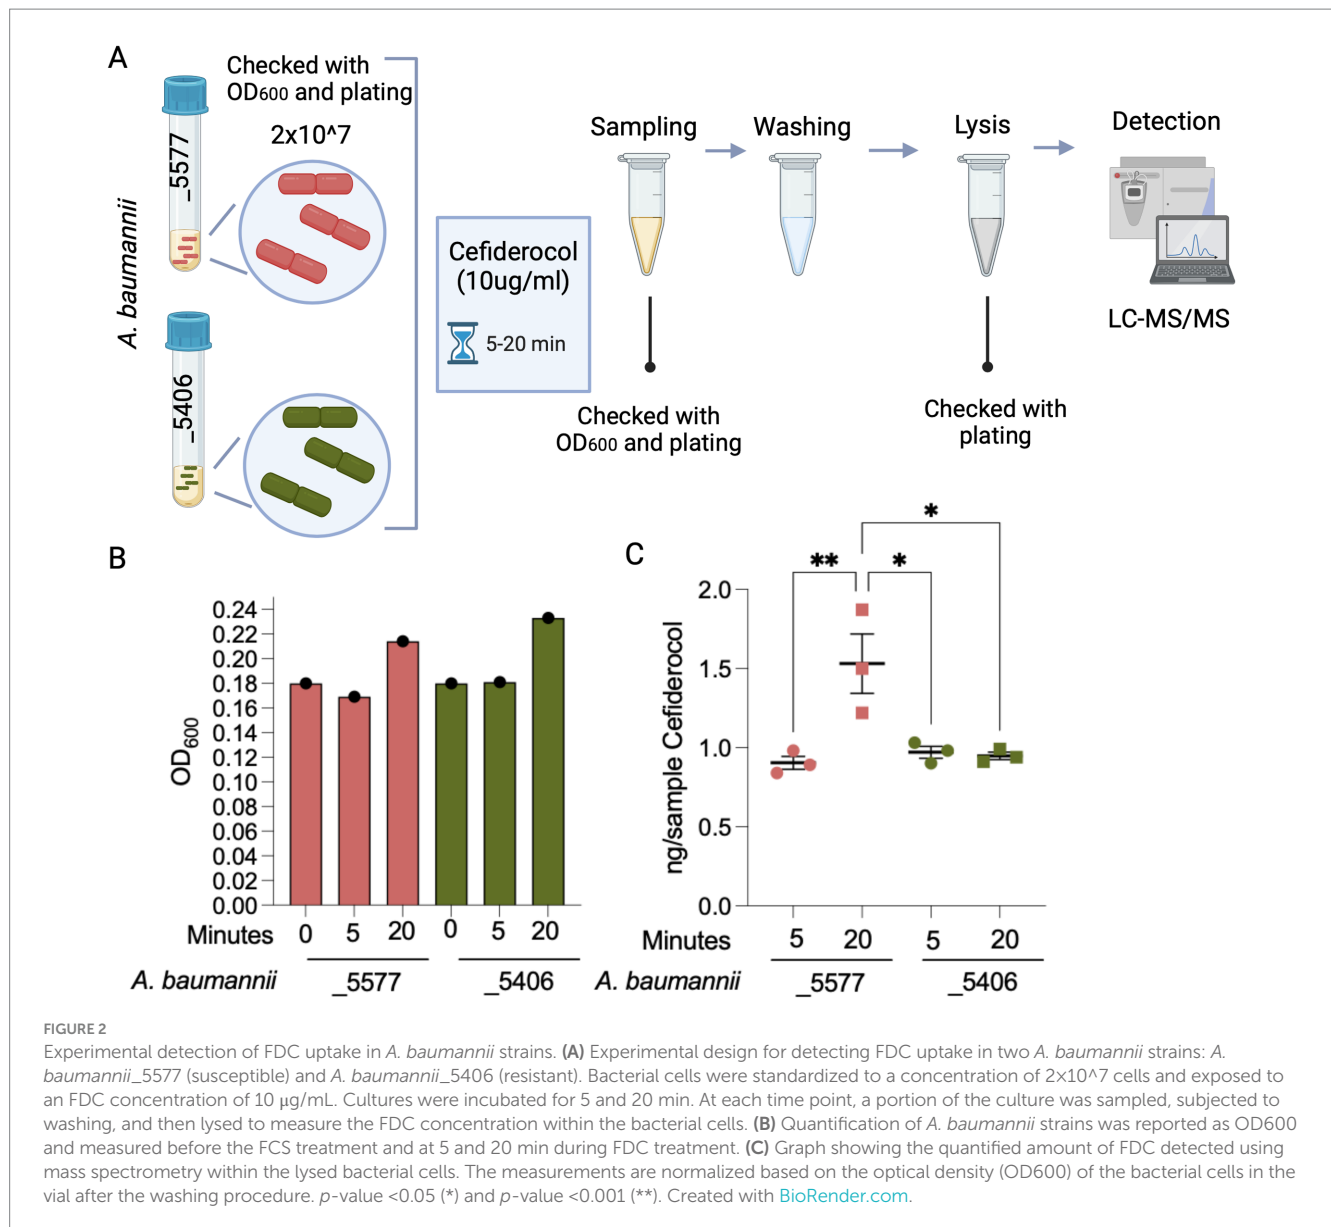 A
Checked with
OD600 and plating
2x10^7
_5577
A. baumannii
_5406
Cefiderocol
(10ug/ml)
5-20 min
Sampling
Washing
Lysis
Detection
LC-MS/MS
Checked with
OD600 and plating
Checked with
plating
B
OD600
0.24
0.22
0.20
0.18
0.16
0.14
0.12
0.10
0.08
0.06
0.04
0.02
0.00
Minutes 0 5 20 0 5 20
A. baumannii _5577 _5406
C
ng/sample Cefiderocol
** * *
2.0
1.5
1.0
0.5
0.0
Minutes 5 20 5 20
A. baumannii _5577 _5406
FIGURE 2
Experimental detection of FDC uptake in A. baumannii strains. (A) Experimental design for detecting FDC uptake in two A. baumannii strains: A.
baumannii_5577 (susceptible) and A. baumannii_5406 (resistant). Bacterial cells were standardized to a concentration of 2×10^7 cells and exposed to
an FDC concentration of 10 μg/mL. Cultures were incubated for 5 and 20 min. At each time point, a portion of the culture was sampled, subjected to
washing, and then lysed to measure the FDC concentration within the bacterial cells. (B) Quantification of A. baumannii strains was reported as OD600
and measured before the FCS treatment and at 5 and 20 min during FDC treatment. (C) Graph showing the quantified amount of FDC detected using
mass spectrometry within the lysed bacterial cells. The measurements are normalized based on the optical density (OD600) of the bacterial cells in the
vial after the washing procedure. p-value <0.05 (*) and p-value <0.001 (**). Created with BioRender.com.